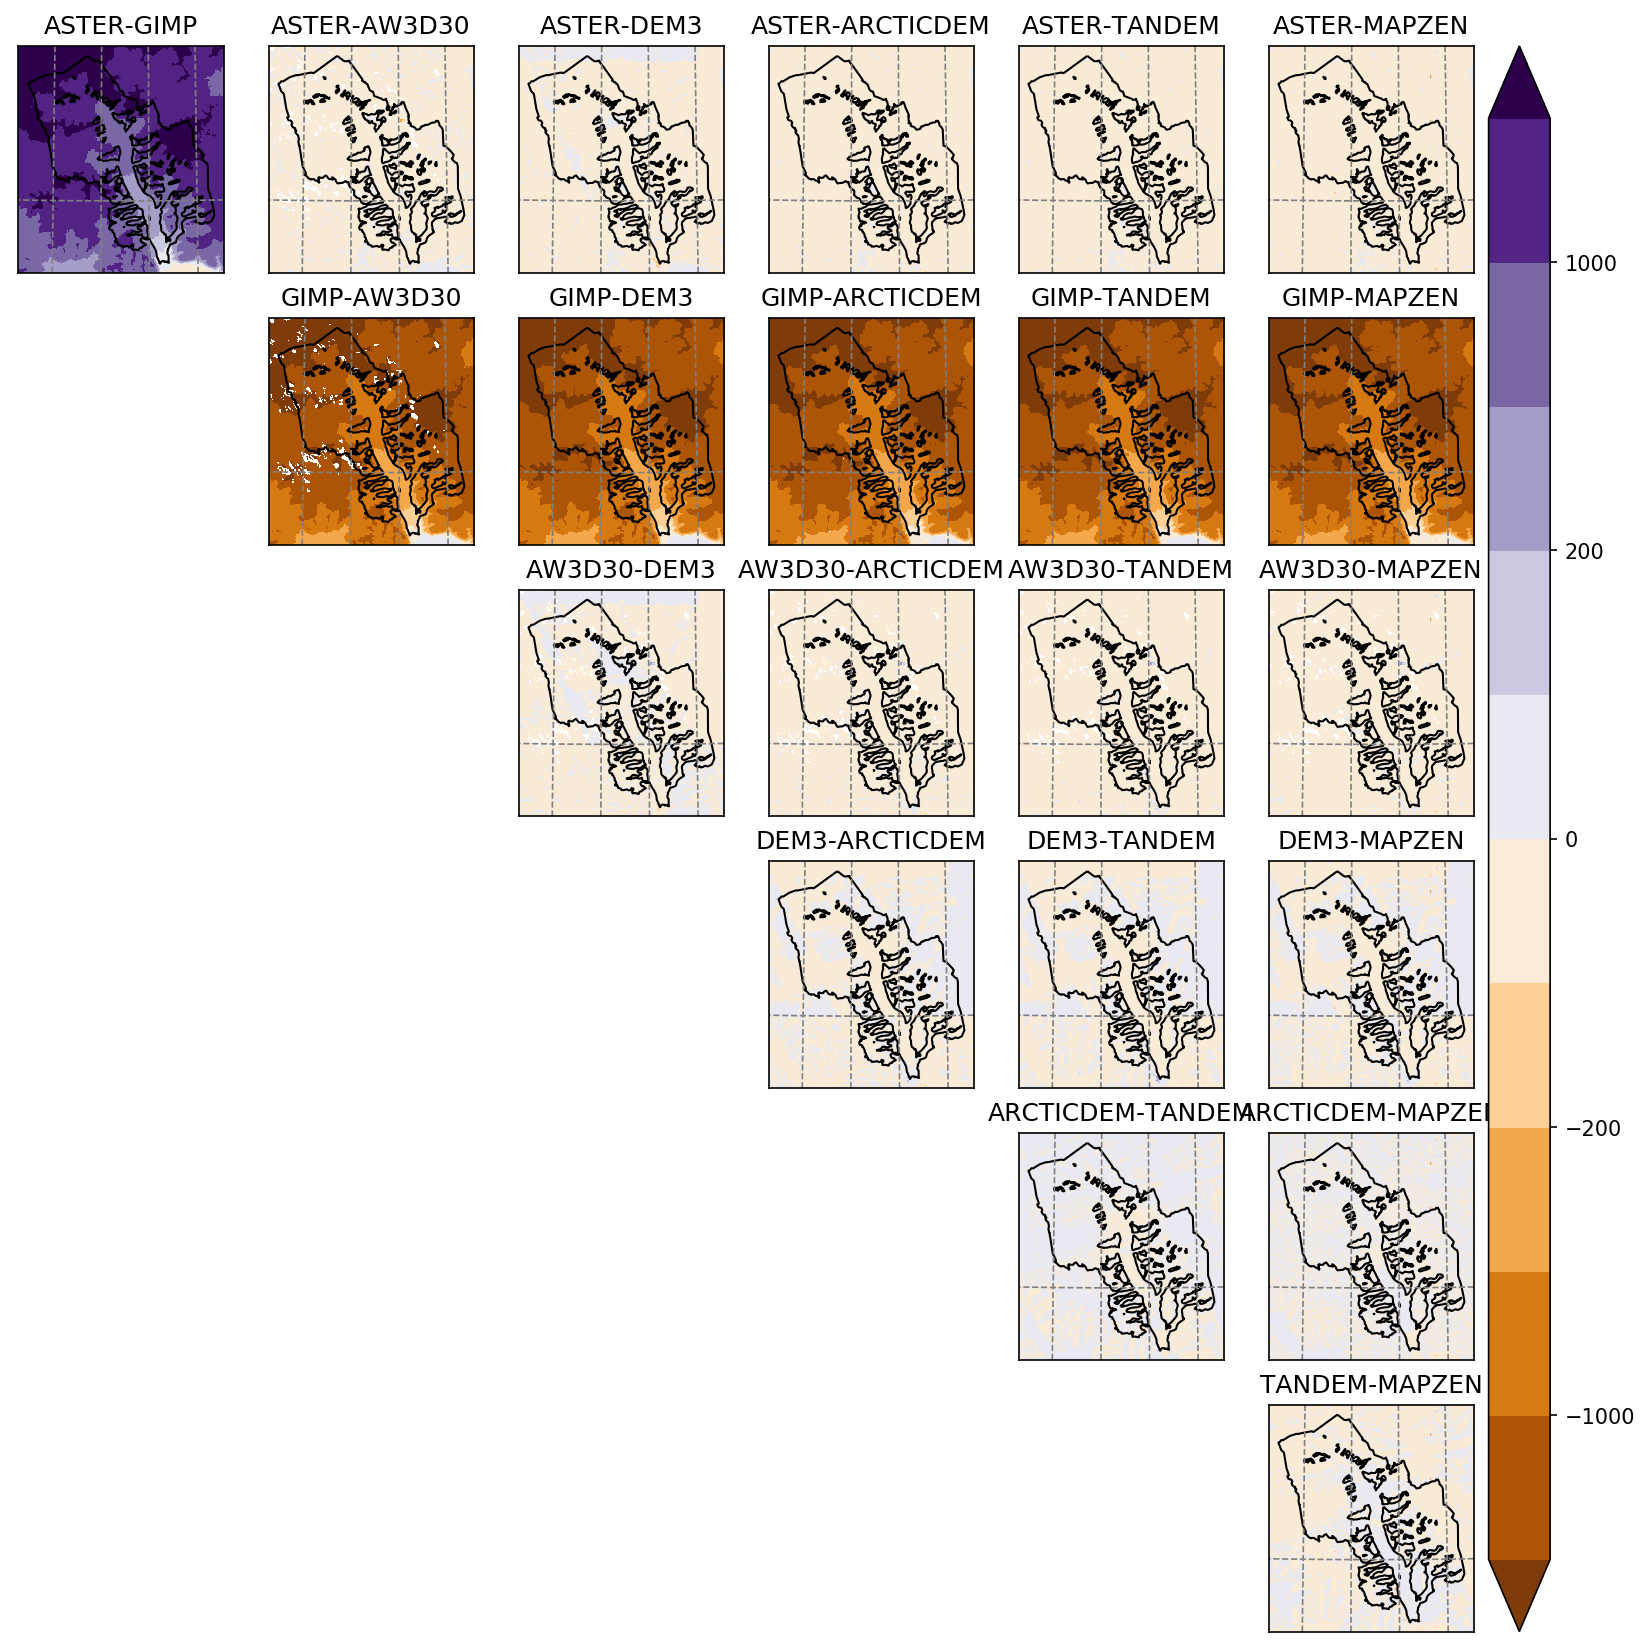 ASTER-GIMP ASTER-AW3D30 ASTER-DEM3 ASTER-ARCTICDEM ASTER-TANDEM ASTER-MAPZEN
GIMP-AW3D30 GIMP-DEM3 GIMP-ARCTICDEM GIMP-TANDEM GIMP-MAPZEN
AW3D30-DEM3 AW3D30-ARCTICDEM AW3D30-TANDEM AW3D30-MAPZEN
DEM3-ARCTICDEM DEM3-TANDEM DEM3-MAPZEN
ARCTICDEM-TANDEM ARCTICDEM-MAPZEN
TANDEM-MAPZEN
1000
200
0
−200
−1000